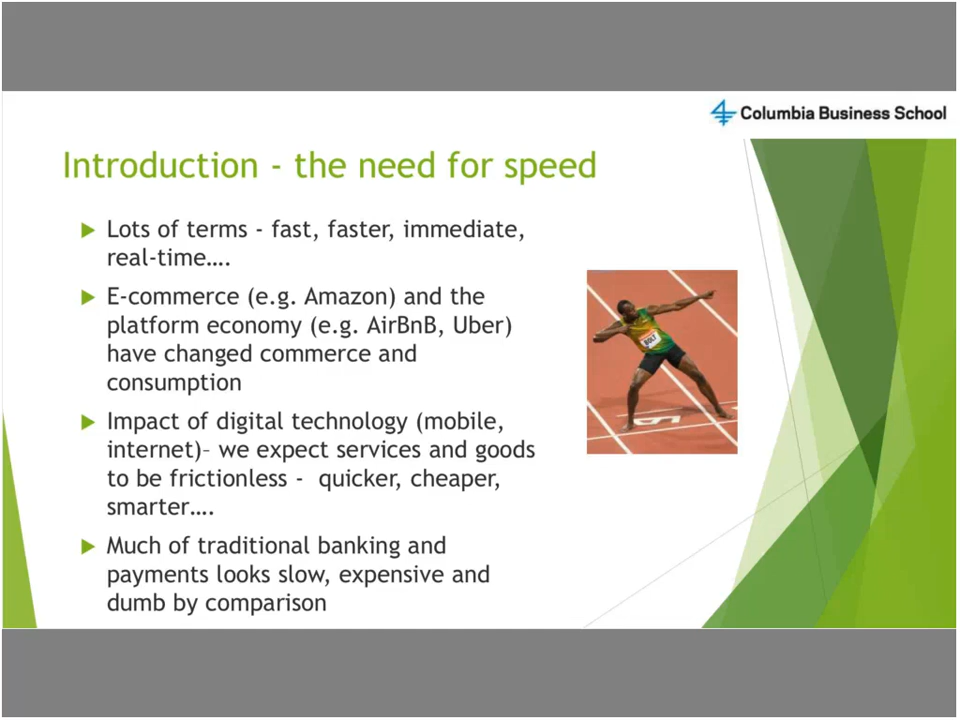 Columbia Business School
Introduction - the need for speed
Lots of terms - fast, faster, immediate,
real-time….
E-commerce (e.g. Amazon) and the
platform economy (e.g. AirBnB, Uber)
have changed commerce and
consumption
Impact of digital technology (mobile,
internet)– we expect services and goods
to be frictionless -  quicker, cheaper,
smarter….
Much of traditional banking and
payments looks slow, expensive and
dumb by comparison
BOLT